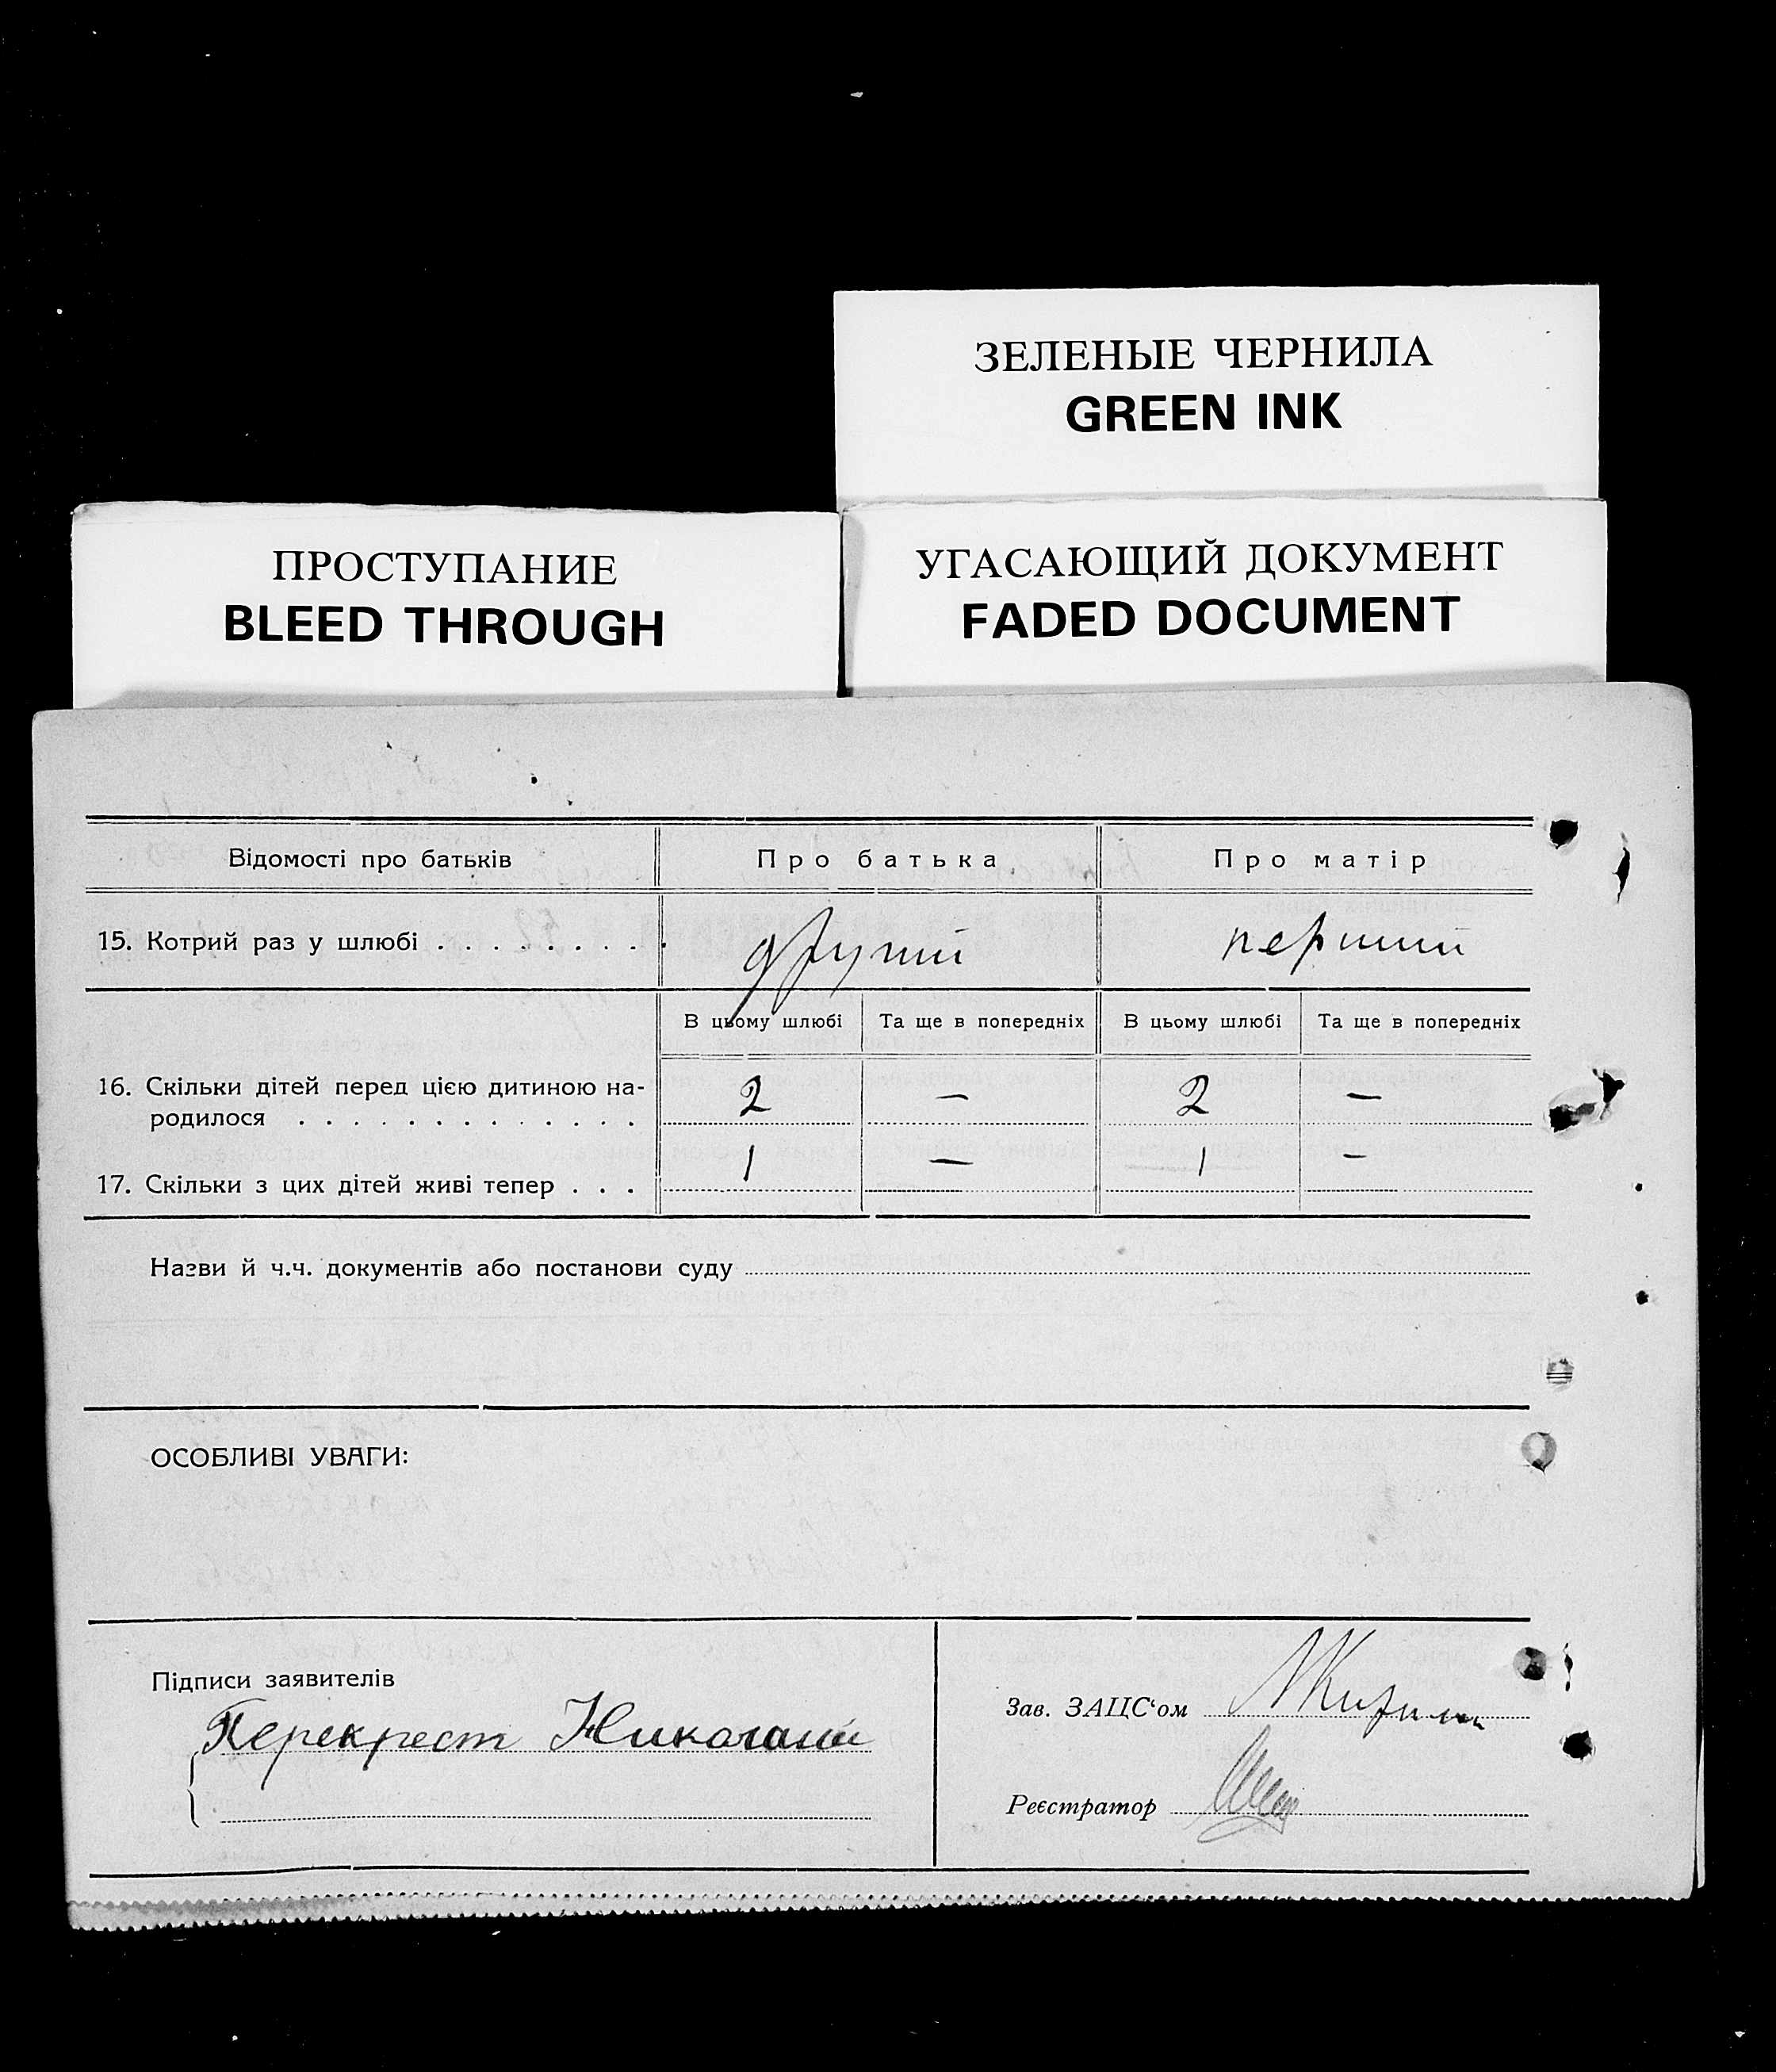 ЗЕЛЕНЫЕ ЧЕРНИЛА
GREEN INK
ПРОСТУПАНИЕ
BLEED THROUGH
УГАСАЮЩИЙ ДОКУМЕНТ
FADED DOCUMENT
Відомості про батьків Про батька Про матір
15. Котрий раз у шлюбі . . . . . . . . . другий перший
В цьому шлюбі Та ще в попередніх В цьому шлюбі Та ще в попередніх
16. Скільки дітей перед цією дитиною на- 2 — 2 —
родилося . . . . . . . . . . . . .
17. Скільки з цих дітей живі тепер . . . 1 — 1 —
Назви й ч.ч. документів або постанови суду
ОСОБЛИВІ УВАГИ:
Підписи заявителів
Перекрест
Зав. ЗАЦС‘ом
Реєстратор